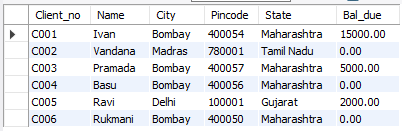 Client_no Name City Pincode State Bal_due
C001 Ivan Bombay 400054 Maharashtra 15000.00
C002 Vandana Madras 780001 Tamil Nadu 0.00
C003 Pramada Bombay 400057 Maharashtra 5000.00
C004 Basu Bombay 400056 Maharashtra 0.00
C005 Ravi Delhi 100001 Gujarat 2000.00
C006 Rukmani Bombay 400050 Maharashtra 0.00